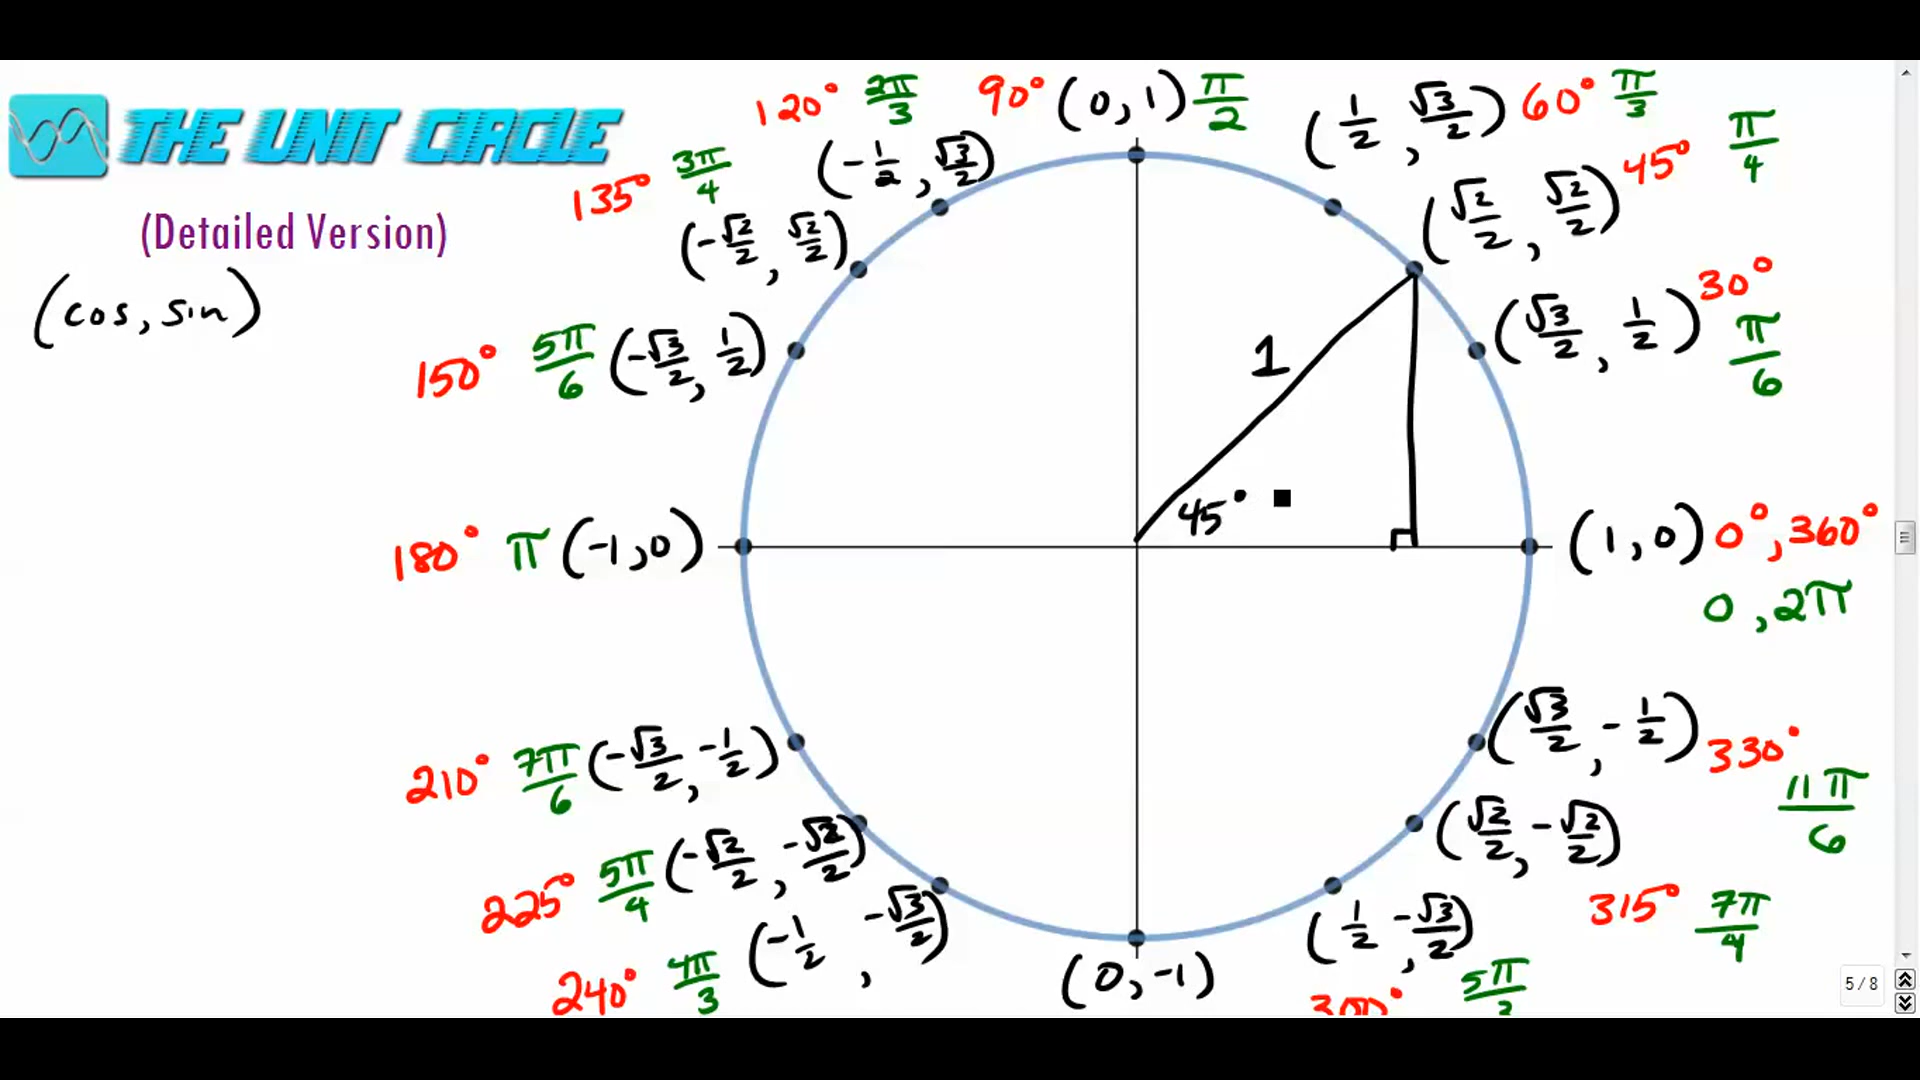 THE UNIT CIRCLE
(Detailed Version)
(cos, sin)
90° (0, 1) π/2
(1/2, √3/2) 60° π/3
(√2/2, √2/2) 45° π/4
(√3/2, 1/2) 30° π/6
120° 2π/3
(-1/2, √3/2)
135° 3π/4
(-√2/2, √2/2)
150° 5π/6 (-√3/2, 1/2)
1
45°
180° π (-1, 0)
(1, 0) 0°, 360°
0, 2π
210° 7π/6 (-√3/2, -1/2)
225° 5π/4 (-√2/2, -√2/2)
240° 4π/3 (-1/2, -√3/2)
(0, -1)
(√3/2, -1/2) 330°
11π/6
(√2/2, -√2/2)
315° 7π/4
(1/2, -√3/2)
300° 5π/3
5 / 8